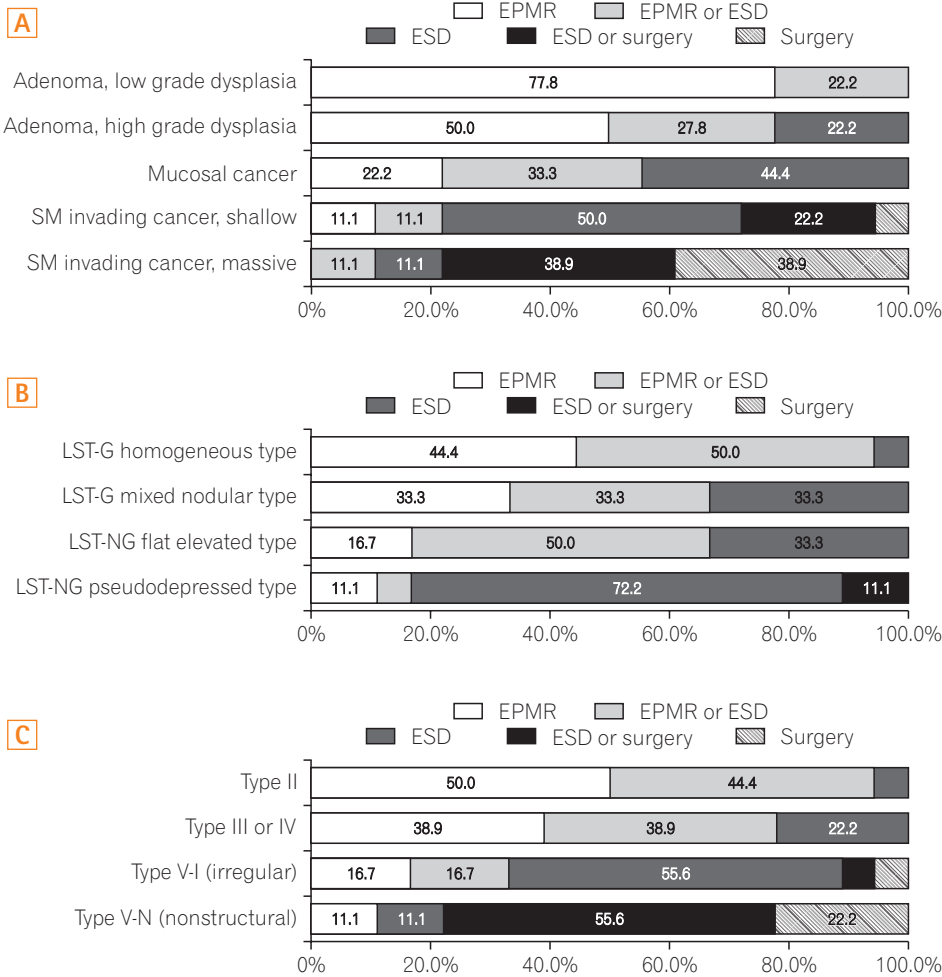 A
EPMR EPMR or ESD
ESD ESD or surgery Surgery
Adenoma, low grade dysplasia 77.8 22.2
Adenoma, high grade dysplasia 50.0 27.8 22.2
Mucosal cancer 22.2 33.3 44.4
SM invading cancer, shallow 11.1 11.1 50.0 22.2
SM invading cancer, massive 11.1 11.1 38.9 38.9
0% 20.0% 40.0% 60.0% 80.0% 100.0%
B
EPMR EPMR or ESD
ESD ESD or surgery Surgery
LST-G homogeneous type 44.4 50.0
LST-G mixed nodular type 33.3 33.3 33.3
LST-NG flat elevated type 16.7 50.0 33.3
LST-NG pseudodepressed type 11.1 72.2 11.1
0% 20.0% 40.0% 60.0% 80.0% 100.0%
C
EPMR EPMR or ESD
ESD ESD or surgery Surgery
Type II 50.0 44.4
Type III or IV 38.9 38.9 22.2
Type V-I (irregular) 16.7 16.7 55.6
Type V-N (nonstructural) 11.1 11.1 55.6 22.2
0% 20.0% 40.0% 60.0% 80.0% 100.0%